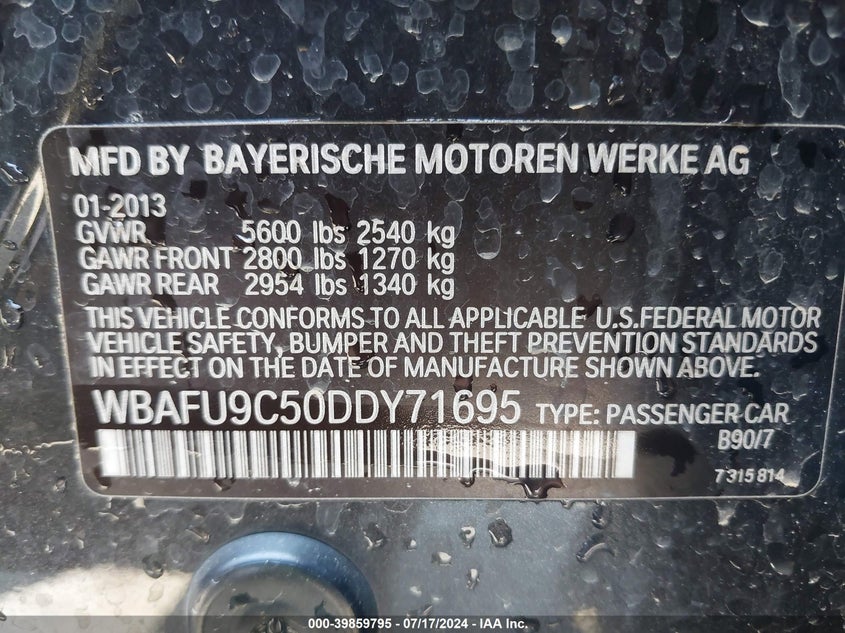 MFD BY BAYERISCHE MOTOREN WERKE AG
01-2013
GVWR 5600 lbs 2540 kg
GAWR FRONT 2800 lbs 1270 kg
GAWR REAR 2954 lbs 1340 kg
THIS VEHICLE CONFORMS TO ALL APPLICABLE U.S.FEDERAL MOTOR
VEHICLE SAFETY, BUMPER AND THEFT PREVENTION STANDARDS
IN EFFECT ON THE DATE OF MANUFACTURE SHOWN ABOVE.
WBAFU9C50DDY71695 TYPE: PASSENGER CAR
B90/7
7315814
000-39859795 - 07/17/2024 - IAA Inc.